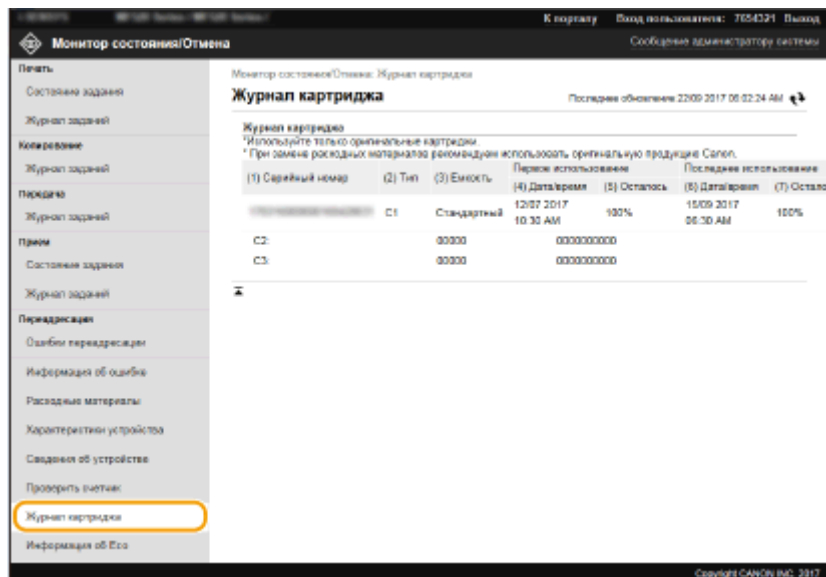 К порталу Вход пользователя: 7654321 Выход
Монитор состояния/Отмена
Сообщение администратору системы
Печать
Состояние задания
Журнал заданий
Копирование
Журнал заданий
Передача
Журнал заданий
Прием
Состояние задания
Журнал заданий
Переадресация
Ошибки переадресации
Информация об ошибке
Расходные материалы
Характеристики устройства
Сведения об устройстве
Проверить счетчик
Журнал картриджа
Информация об Eco
Монитор состояния/Отмена: Журнал картриджа
Журнал картриджа
Последнее обновление 22/09 2017 06:02:24 AM
Журнал картриджа
*Используйте только оригинальные картриджи.
* При замене расходных материалов рекомендуем использовать оригинальную продукцию Canon.
(1) Серийный номер (2) Тип (3) Емкость Первое использование Последнее использование
(4) Дата/время (5) Осталось (6) Дата/время (7) Остало
C1 Стандартный 12/07 2017 10:30 AM 100% 15/09 2017 06:30 AM 100%
C2: 00000 0000000000
C3: 00000 0000000000
Copyright CANON INC. 2017